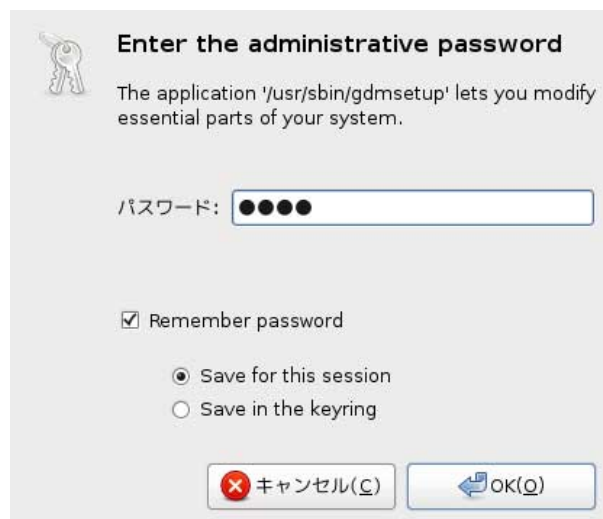 Enter the administrative password
The application '/usr/sbin/gdmsetup' lets you modify
essential parts of your system.
パスワード: ●●●●
Remember password
Save for this session
Save in the keyring
キャンセル(C) OK(O)